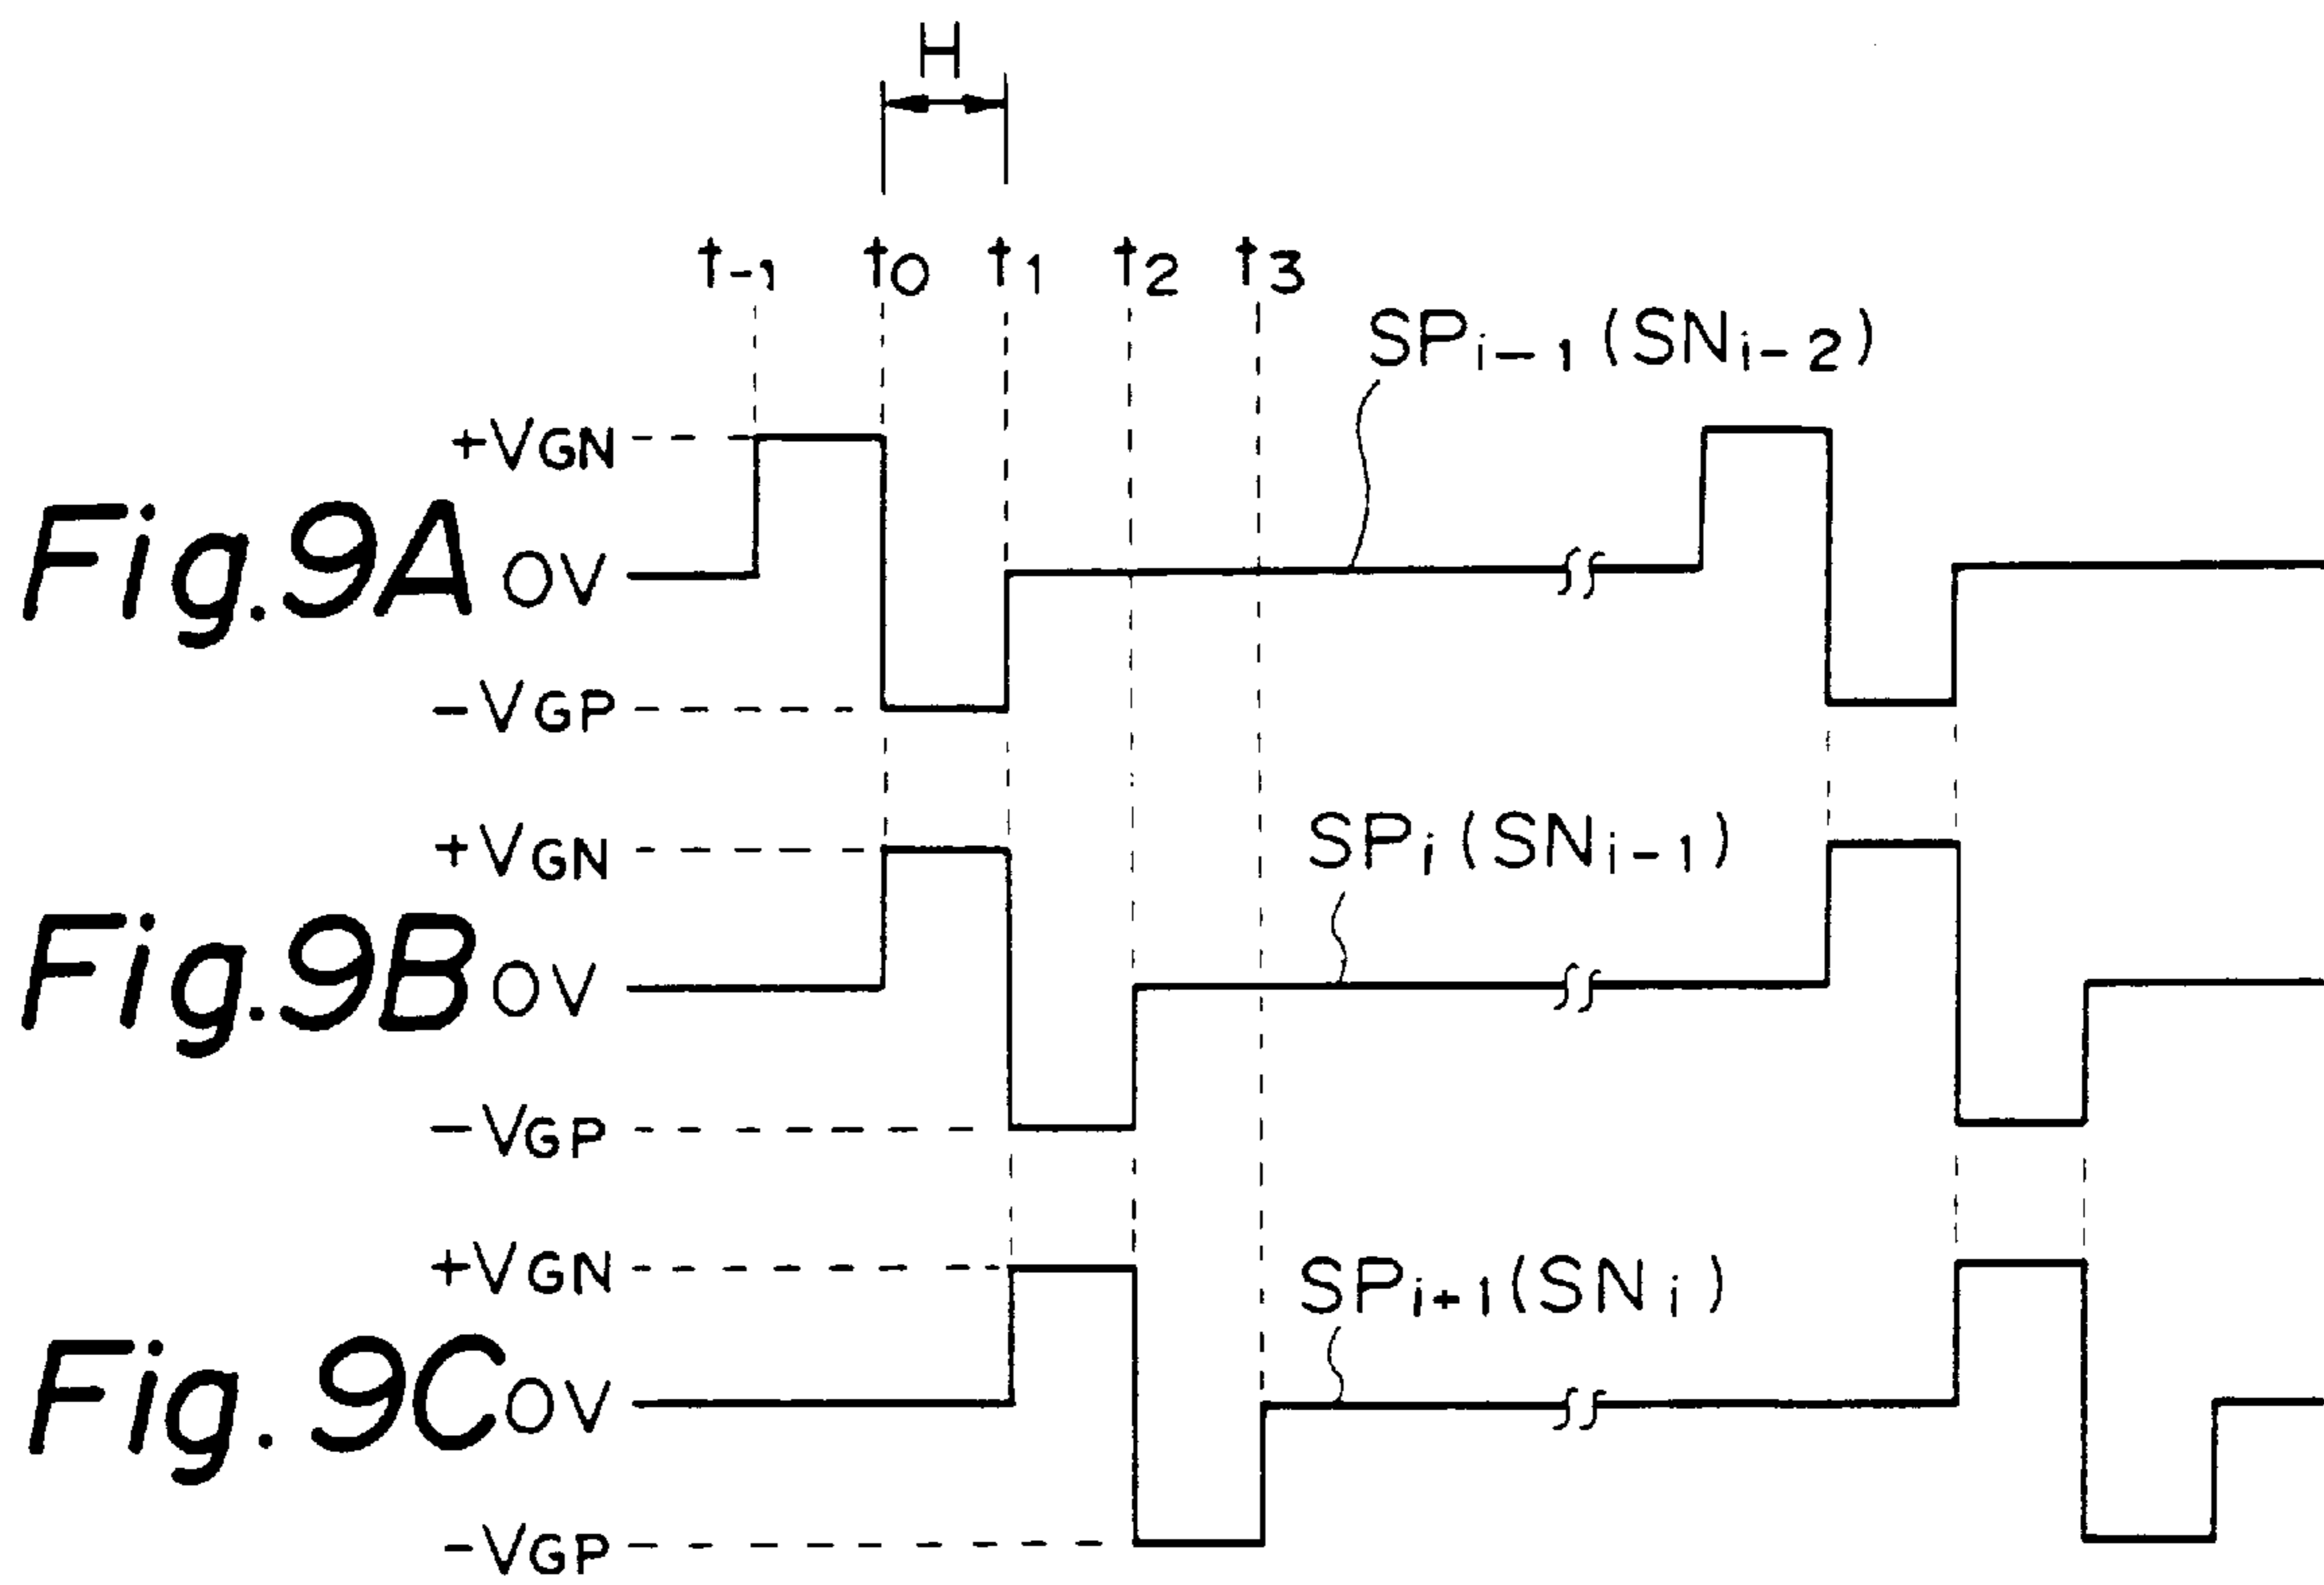 H
t-1 t0 t1 t2 t3
SPi-1(SNi-2)
+VGN
Fig.9A 0V
-VGP
+VGN
SPi(SNi-1)
Fig.9B 0V
-VGP
+VGN
SPi+1(SNi)
Fig. 9C 0V
-VGP